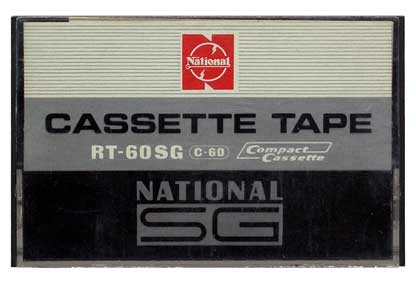 National
CASSETTE TAPE
RT-60SG C-60 Compact Cassette
NATIONAL
SG